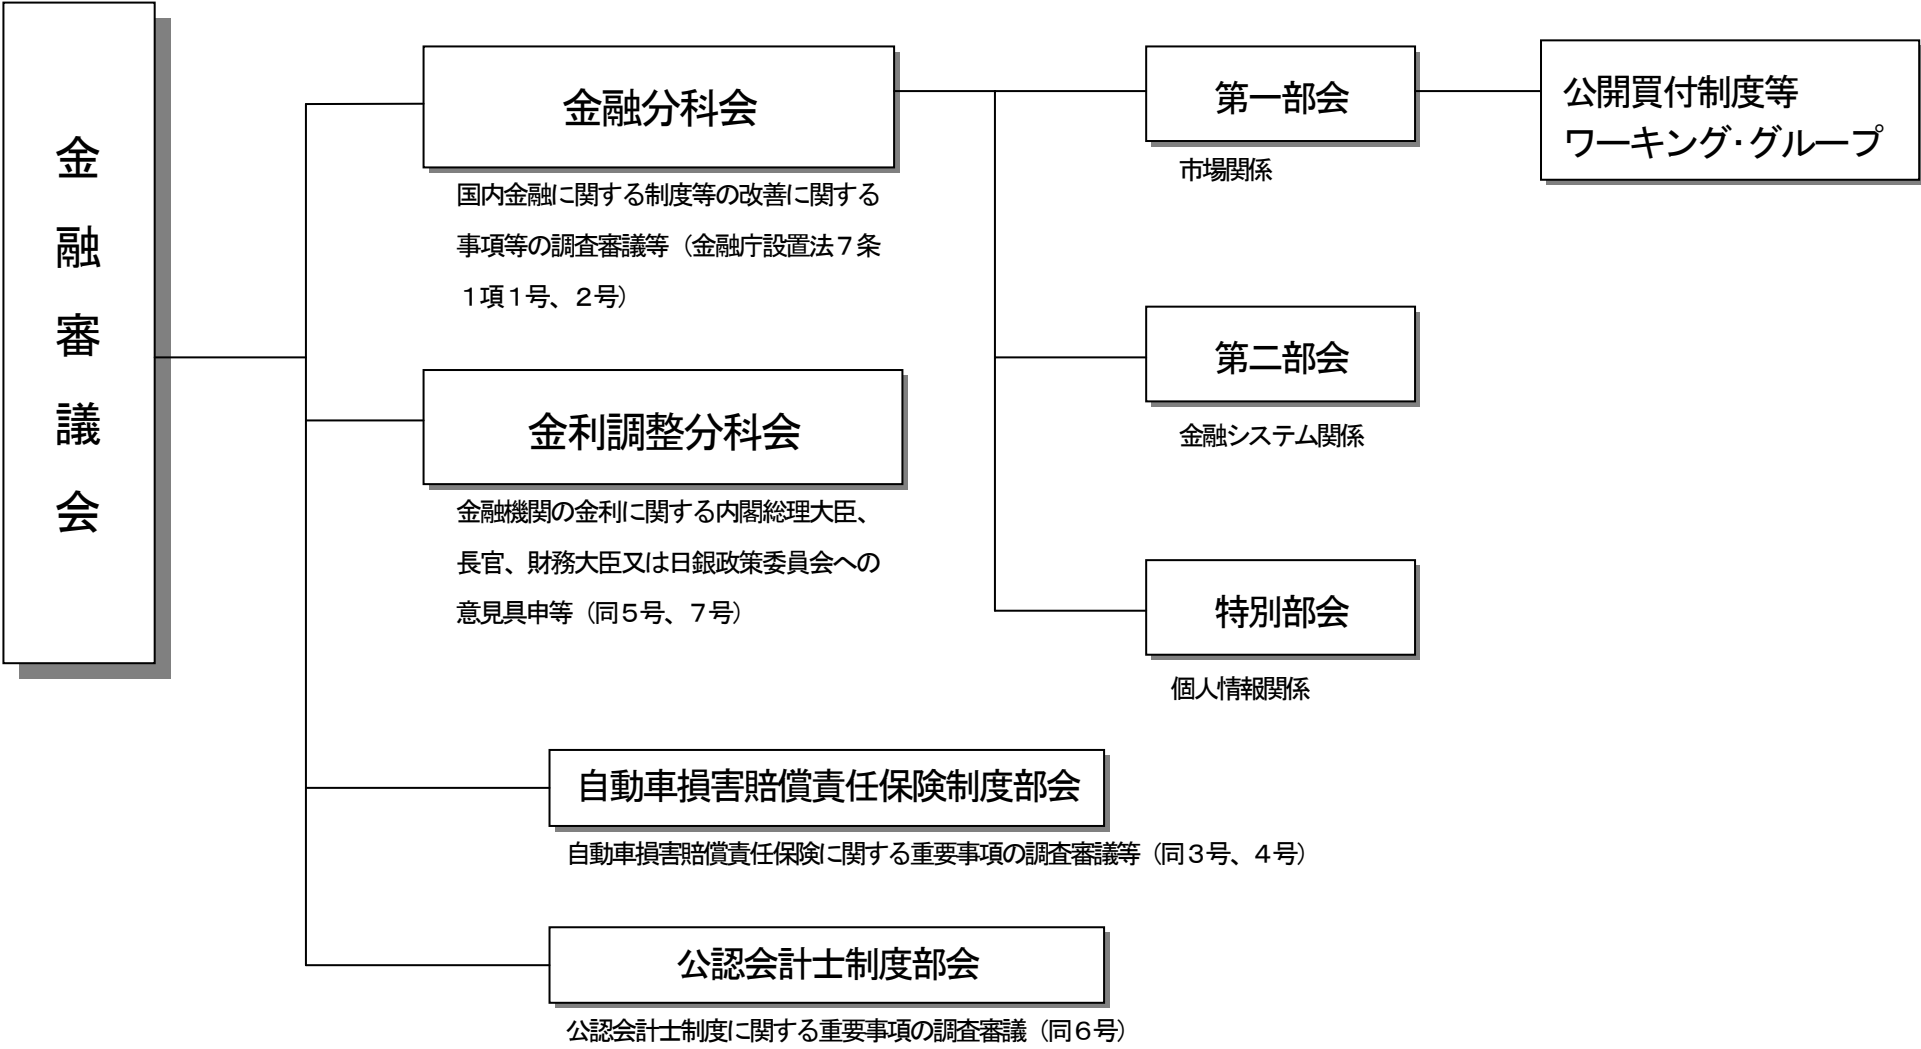 金融審議会
金融分科会
国内金融に関する制度等の改善に関する
事項等の調査審議等（金融庁設置法７条
１項１号、２号）
金利調整分科会
金融機関の金利に関する内閣総理大臣、
長官、財務大臣又は日銀政策委員会への
意見具申等（同５号、７号）
自動車損害賠償責任保険制度部会
自動車損害賠償責任保険に関する重要事項の調査審議等（同３号、４号）
公認会計士制度部会
公認会計士制度に関する重要事項の調査審議（同６号）
第一部会
市場関係
第二部会
金融システム関係
特別部会
個人情報関係
公開買付制度等
ワーキング・グループ